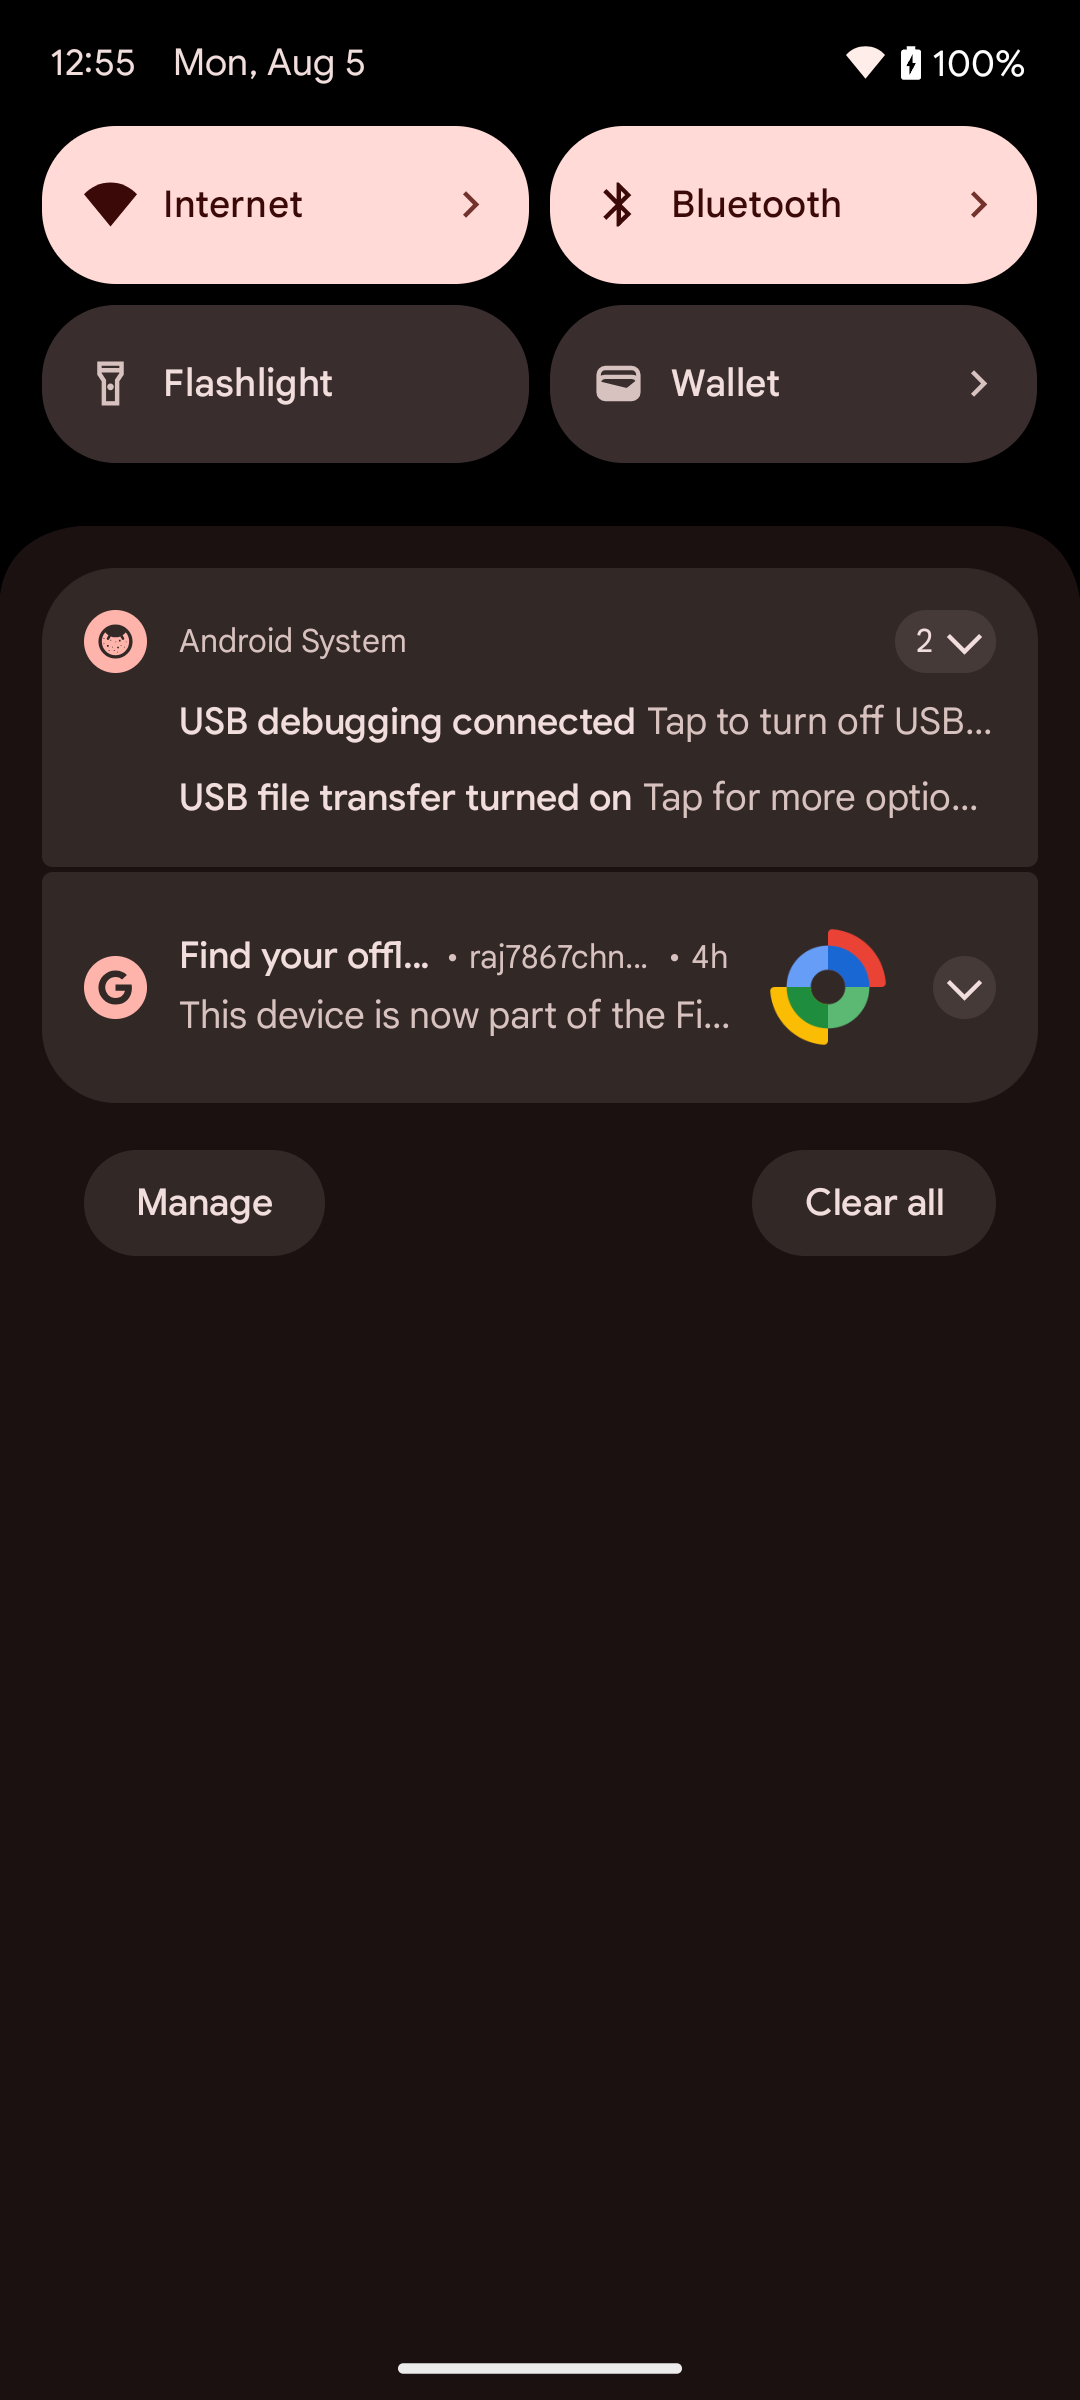 12:55 Mon, Aug 5 100%
Internet
Bluetooth
Flashlight
Wallet
Android System 2
USB debugging connected Tap to turn off USB...
USB file transfer turned on Tap for more optio...
Find your offl... • raj7867chn... • 4h
This device is now part of the Fi...
Manage
Clear all